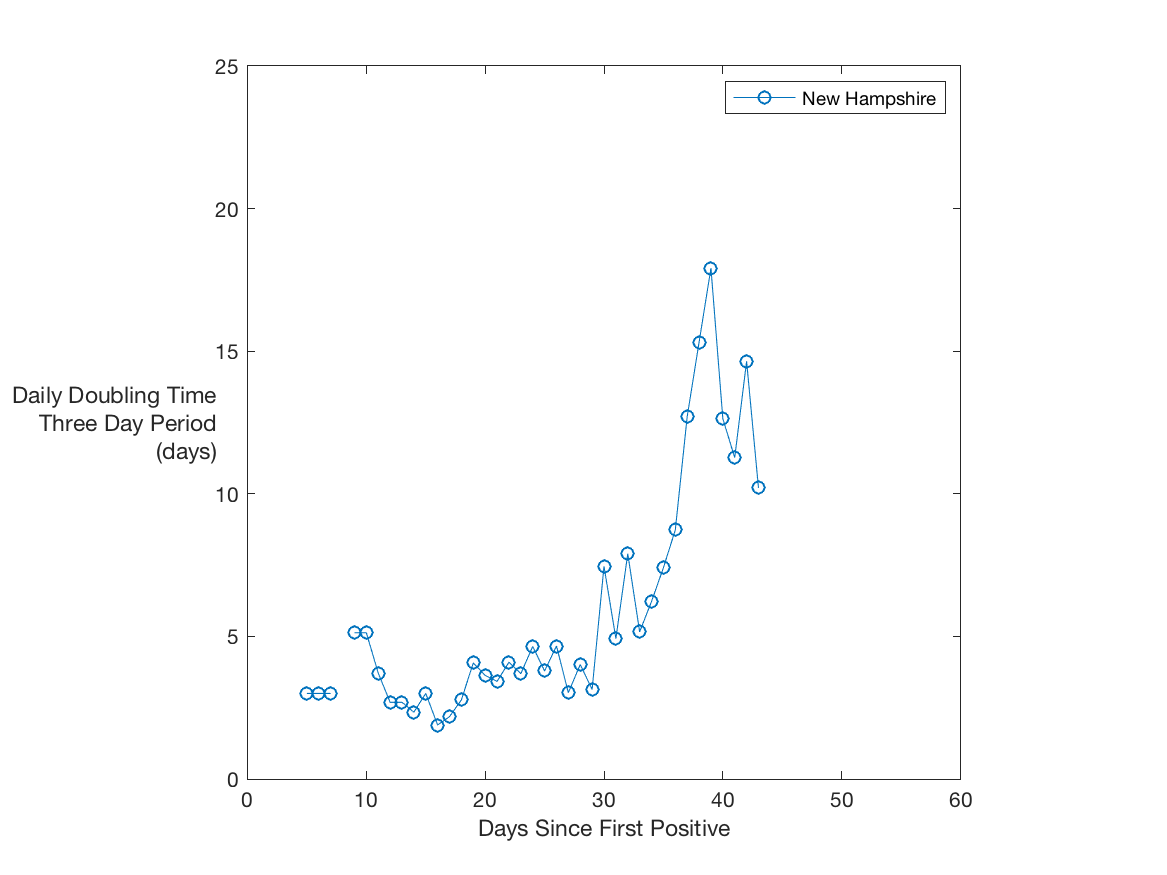 25
New Hampshire
20
15
Daily Doubling Time
Three Day Period
(days)
10
5
0
0 10 20 30 40 50 60
Days Since First Positive